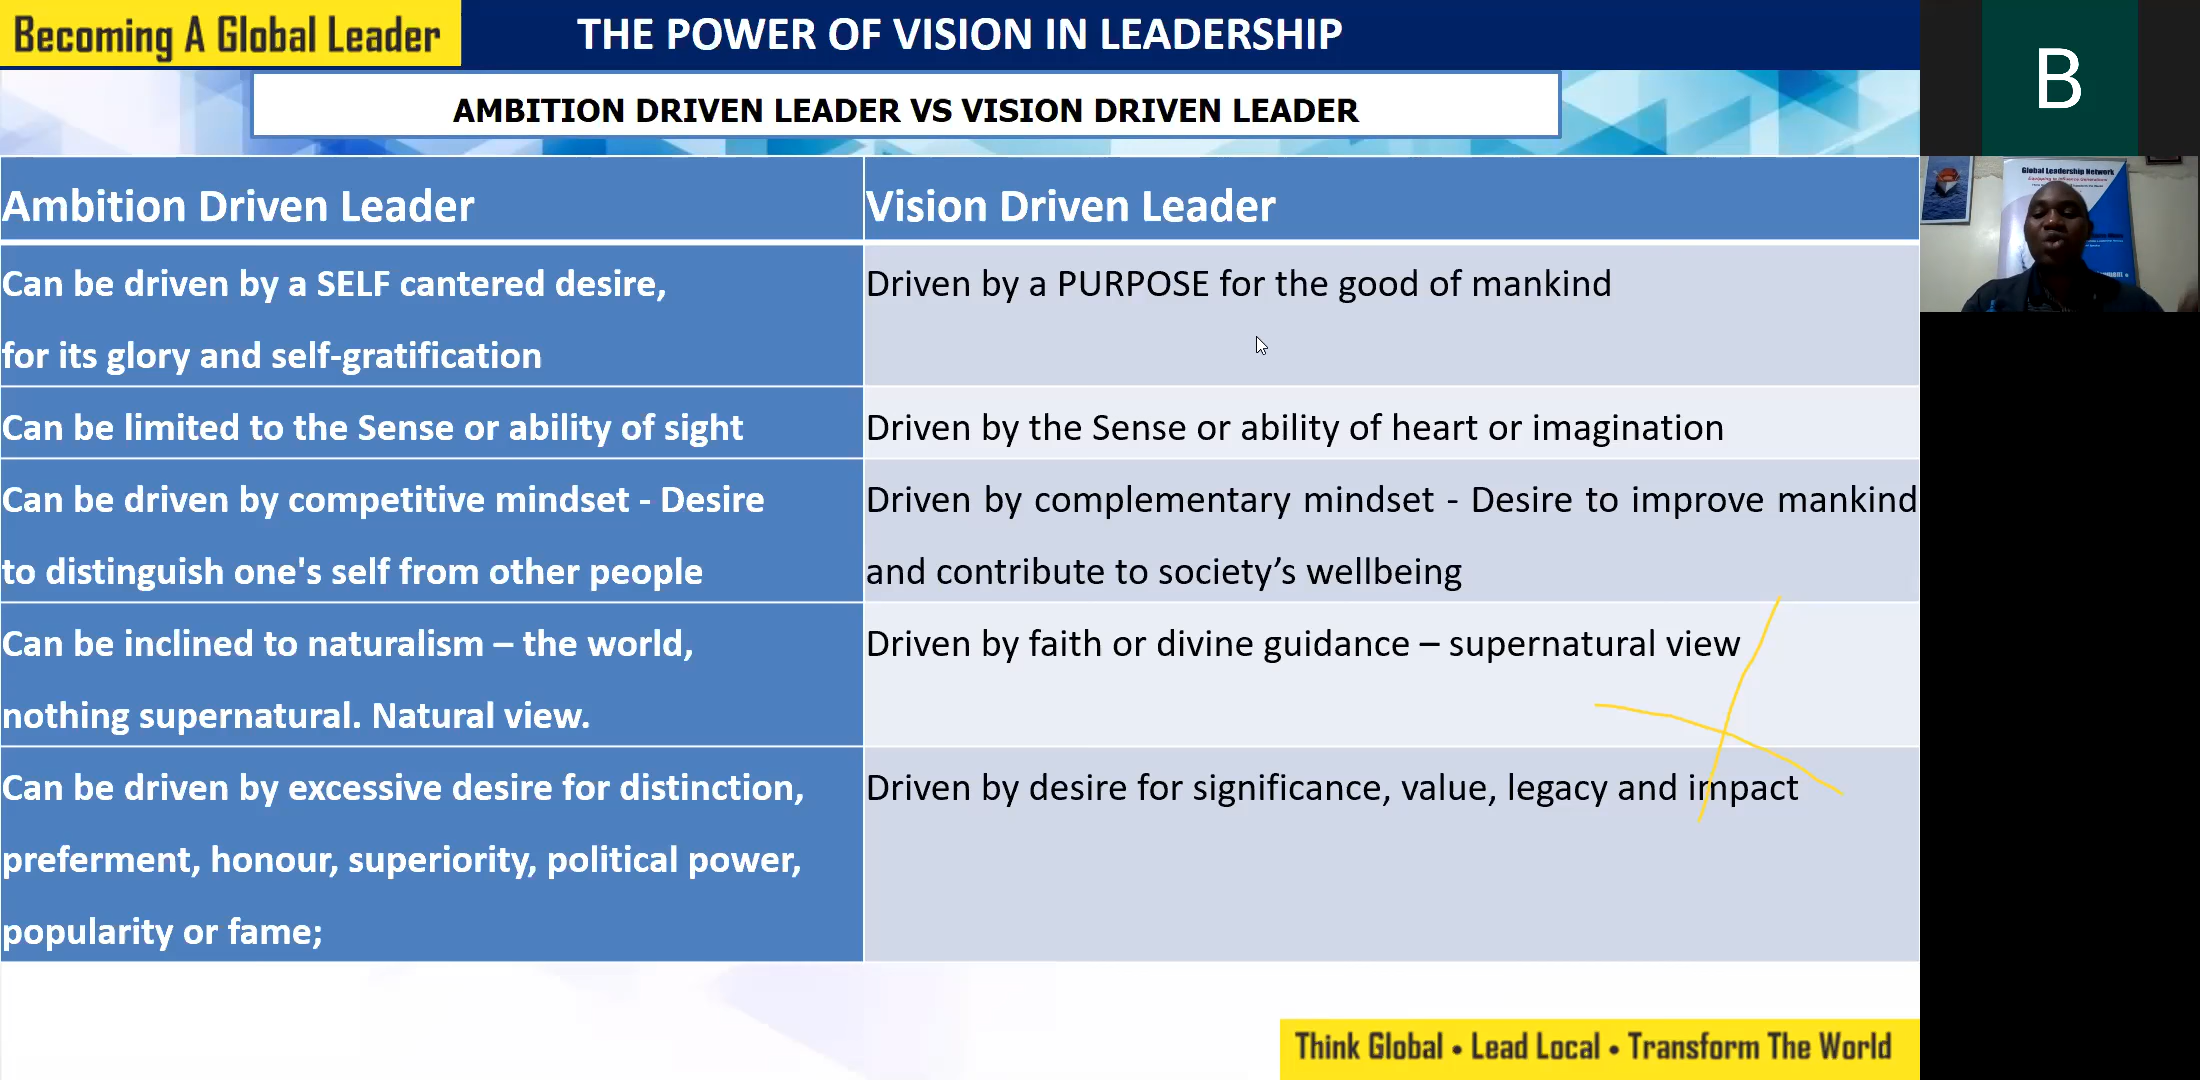 Becoming A Global Leader
THE POWER OF VISION IN LEADERSHIP
AMBITION DRIVEN LEADER VS VISION DRIVEN LEADER
Ambition Driven Leader
Vision Driven Leader
Can be driven by a SELF cantered desire,
for its glory and self-gratification
Driven by a PURPOSE for the good of mankind
Can be limited to the Sense or ability of sight
Driven by the Sense or ability of heart or imagination
Can be driven by competitive mindset - Desire
to distinguish one's self from other people
Driven by complementary mindset - Desire to improve mankind
and contribute to society’s wellbeing
Can be inclined to naturalism – the world,
nothing supernatural. Natural view.
Driven by faith or divine guidance – supernatural view
Can be driven by excessive desire for distinction,
preferment, honour, superiority, political power,
popularity or fame;
Driven by desire for significance, value, legacy and impact
Think Global • Lead Local • Transform The World
B
Global Leadership Network